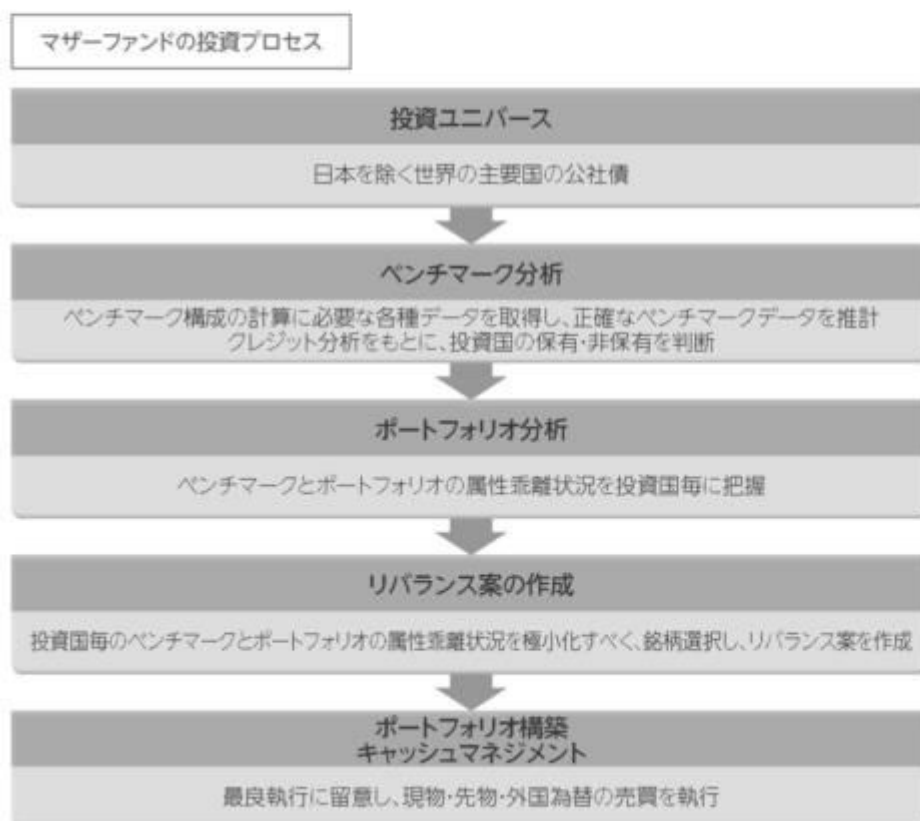 マザーファンドの投資プロセス
投資ユニバース
日本を除く世界の主要国の公社債
ベンチマーク分析
ベンチマーク構成の計算に必要な各種データを取得し、正確なベンチマークデータを推計
クレジット分析をもとに、投資国の保有・非保有を判断
ポートフォリオ分析
ベンチマークとポートフォリオの属性乖離状況を投資国毎に把握
リバランス案の作成
投資国毎のベンチマークとポートフォリオの属性乖離状況を極小化すべく、銘柄選択し、リバランス案を作成
ポートフォリオ構築
キャッシュマネジメント
最良執行に留意し、現物・先物・外国為替の売買を執行